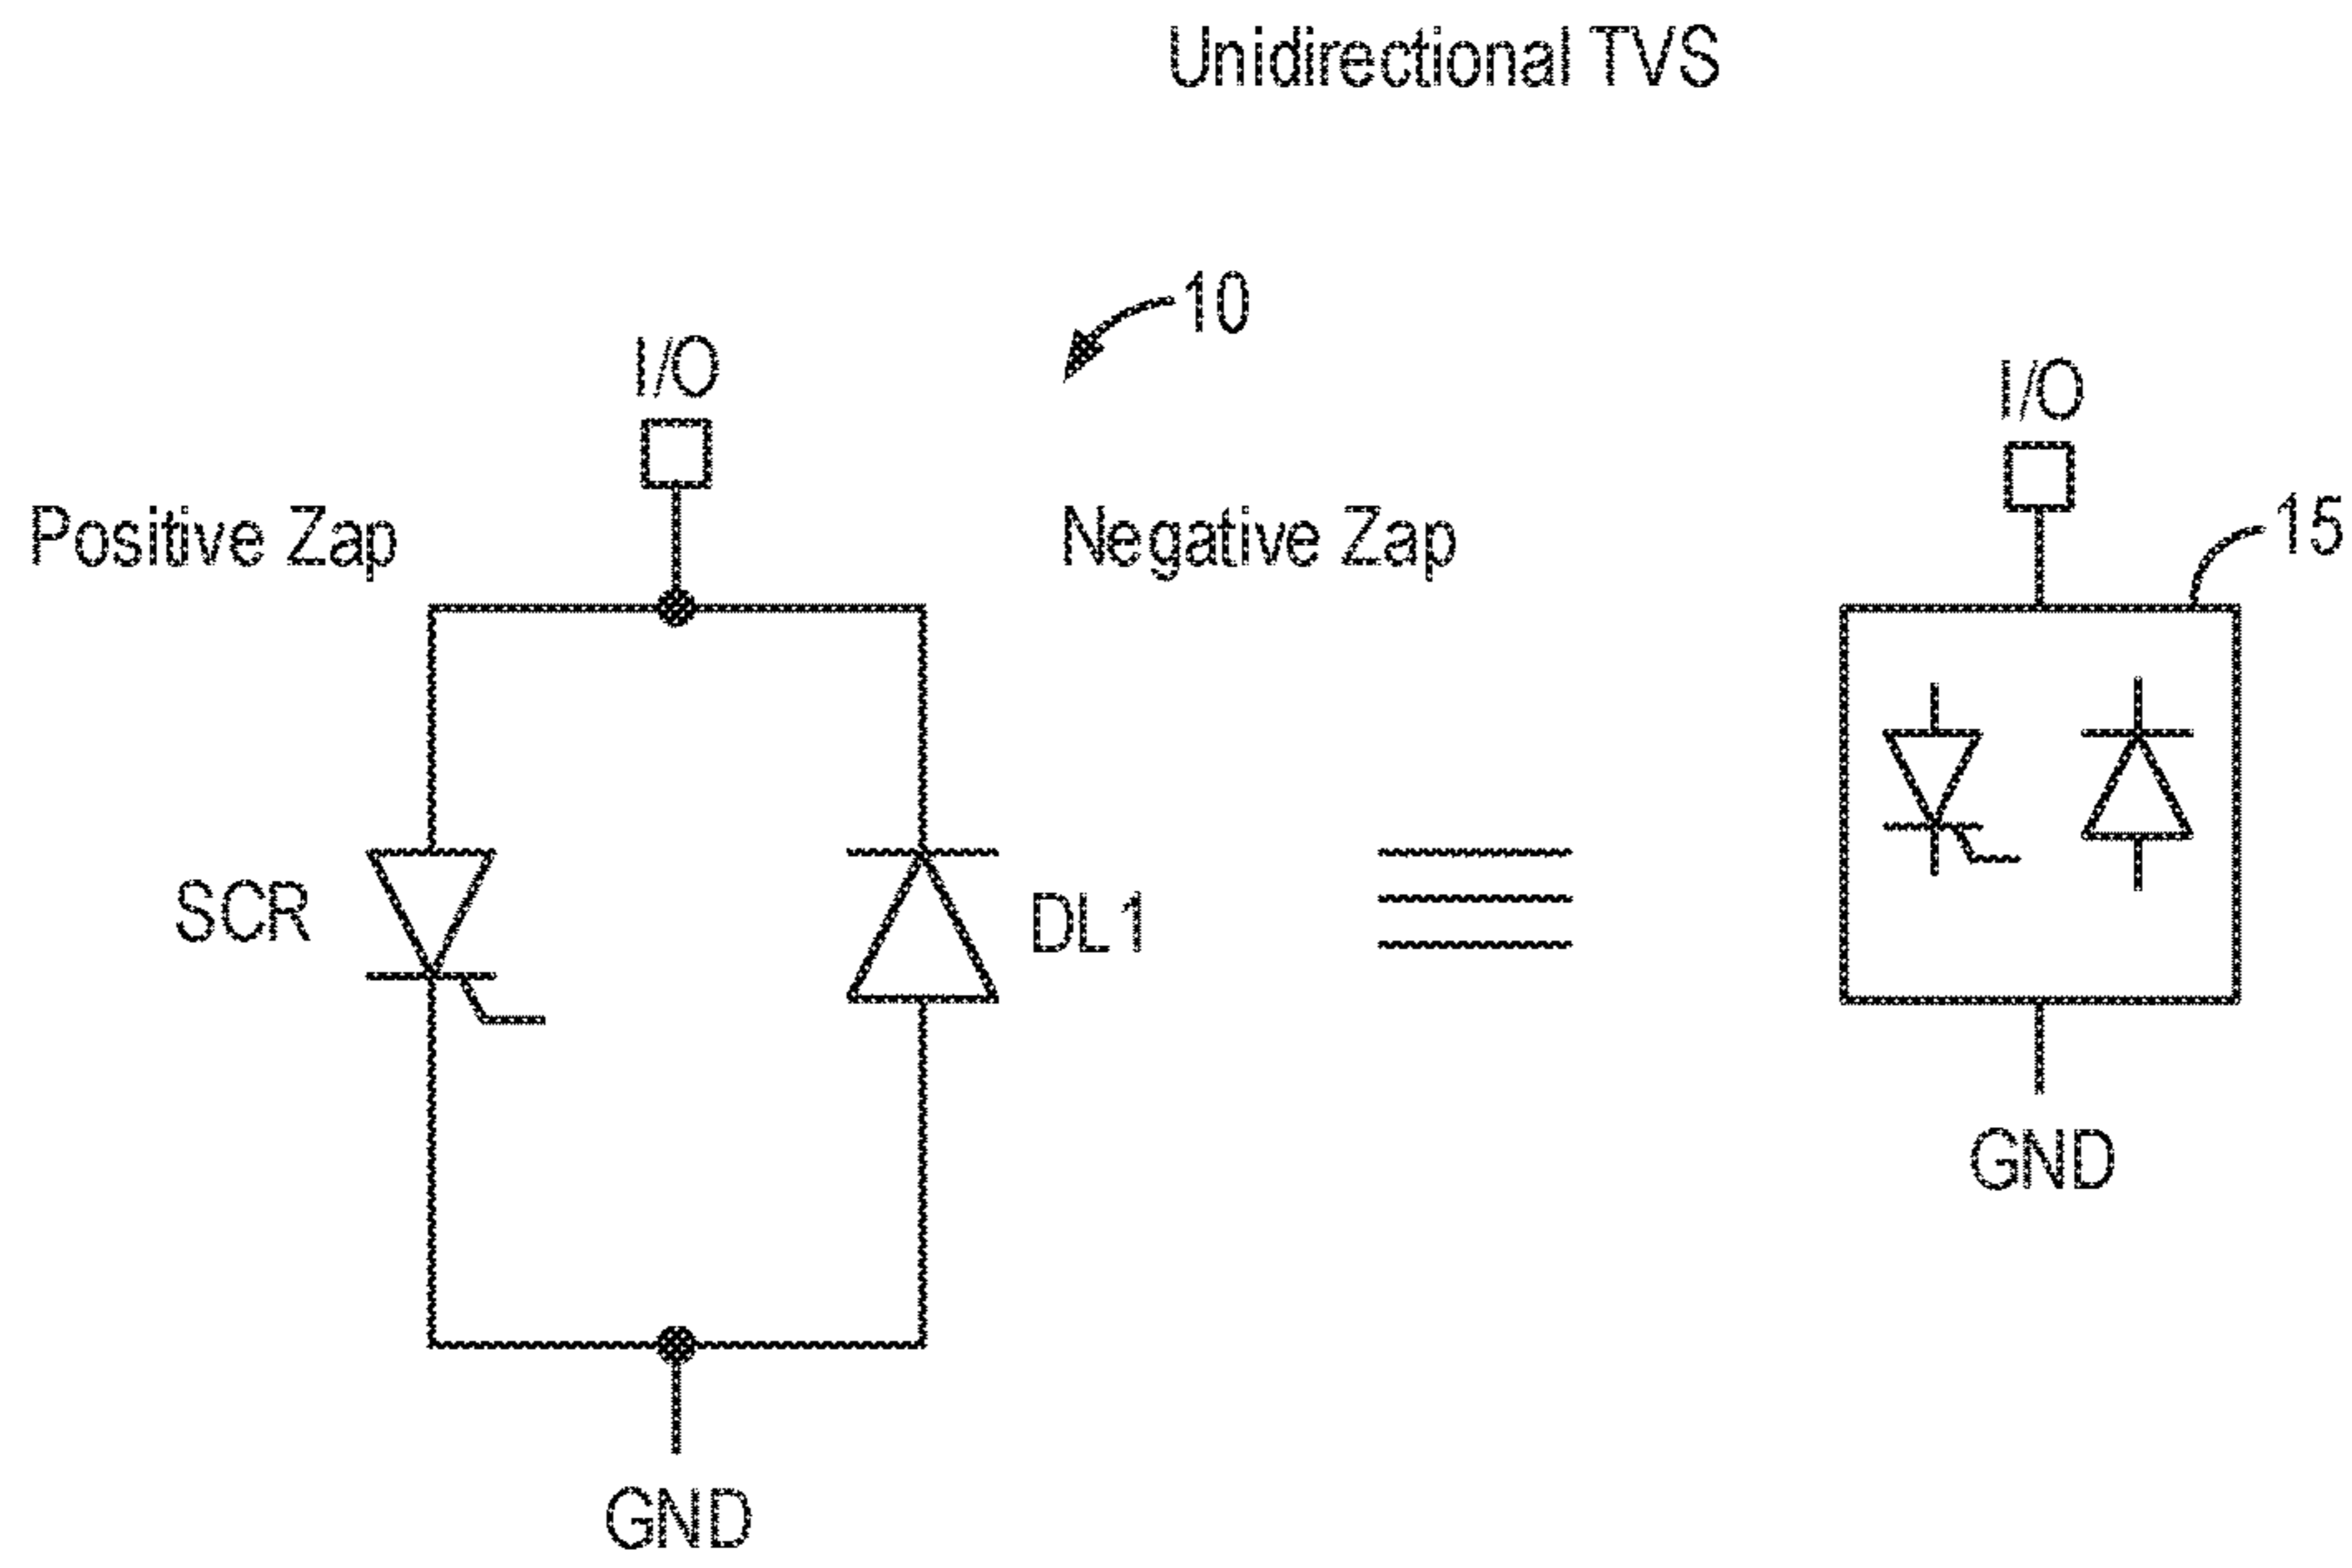 Unidirectional TVS
10
I/O
I/O
Positive Zap
Negative Zap
15
SCR
DL1
GND
GND